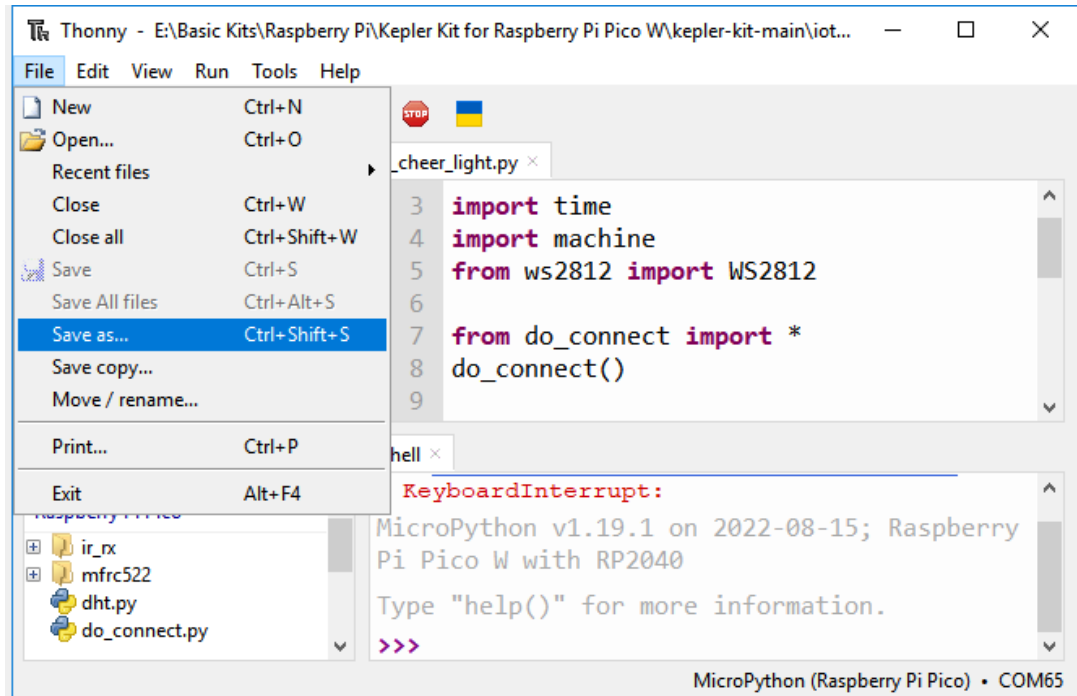 Thonny - E:\Basic Kits\Raspberry Pi\Kepler Kit for Raspberry Pi Pico W\kepler-kit-main\iot...
File Edit View Run Tools Help
New Ctrl+N
Open... Ctrl+O
Recent files
Close Ctrl+W
Close all Ctrl+Shift+W
Save Ctrl+S
Save All files Ctrl+Alt+S
Save as... Ctrl+Shift+S
Save copy...
Move / rename...
Print... Ctrl+P
Exit Alt+F4
STOP
_cheer_light.py
3 import time
4 import machine
5 from ws2812 import WS2812
6
7 from do_connect import *
8 do_connect()
9
hell
KeyboardInterrupt:
MicroPython v1.19.1 on 2022-08-15; Raspberry
Pi Pico W with RP2040
Type "help()" for more information.
>>>
Raspberry Pi Pico
ir_rx
mfrc522
dht.py
do_connect.py
MicroPython (Raspberry Pi Pico) • COM65